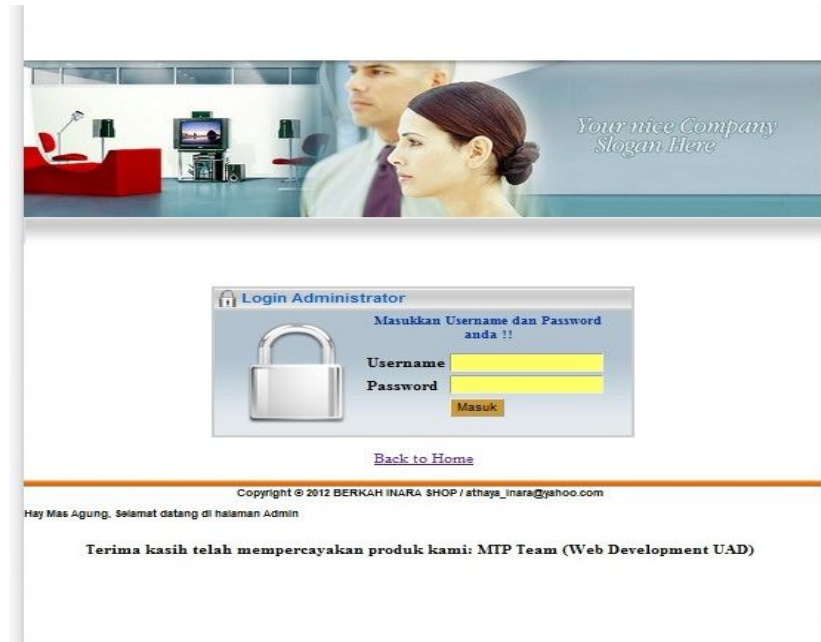 Your nice Company
Slogan Here
Login Administrator
Masukkan Username dan Password
anda !!
Username
Password
Masuk
Back to Home
Copyright © 2012 BERKAH INARA SHOP / athaya_inara@yahoo.com
Hay Mas Agung, Selamat datang di halaman Admin
Terima kasih telah mempercayakan produk kami: MTP Team (Web Development UAD)